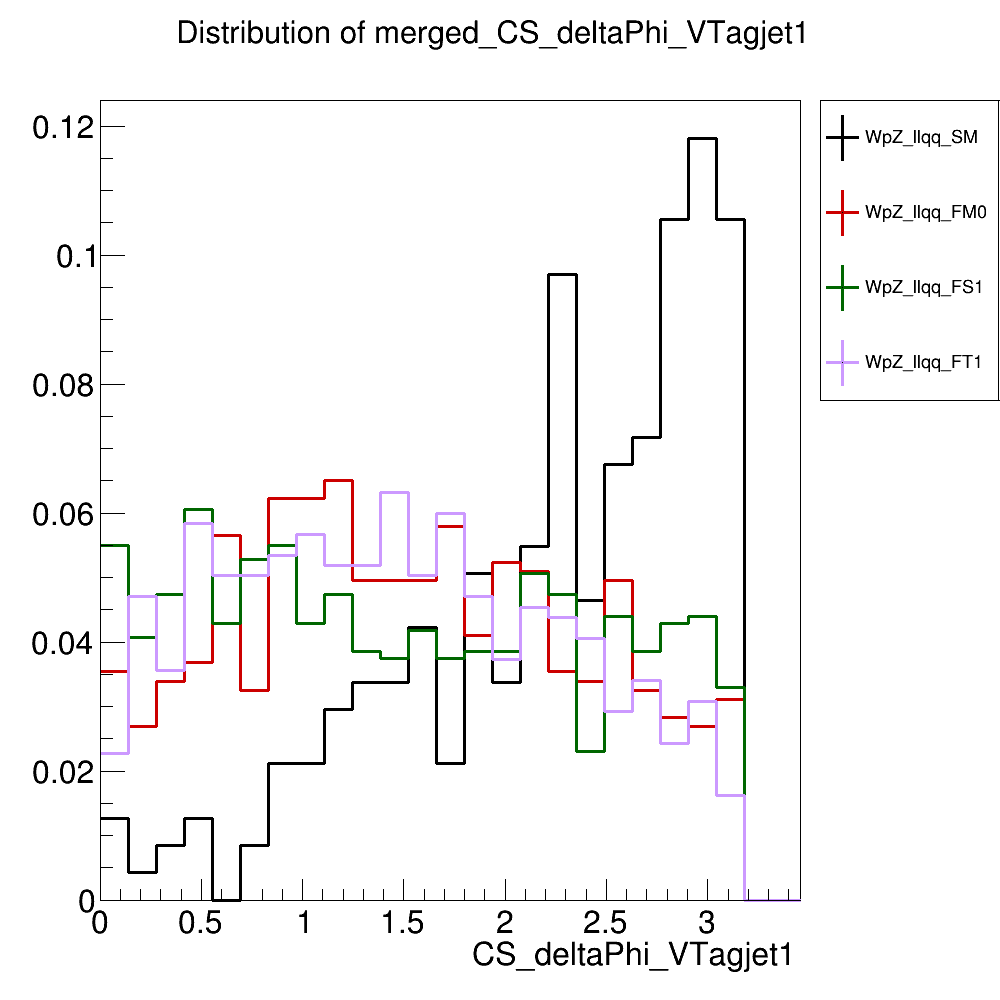 Distribution of merged_CS_deltaPhi_VTagjet1
0.12
0.1
0.08
0.06
0.04
0.02
0
0 0.5 1 1.5 2 2.5 3
CS_deltaPhi_VTagjet1
WpZ_llqq_SM
WpZ_llqq_FM0
WpZ_llqq_FS1
WpZ_llqq_FT1